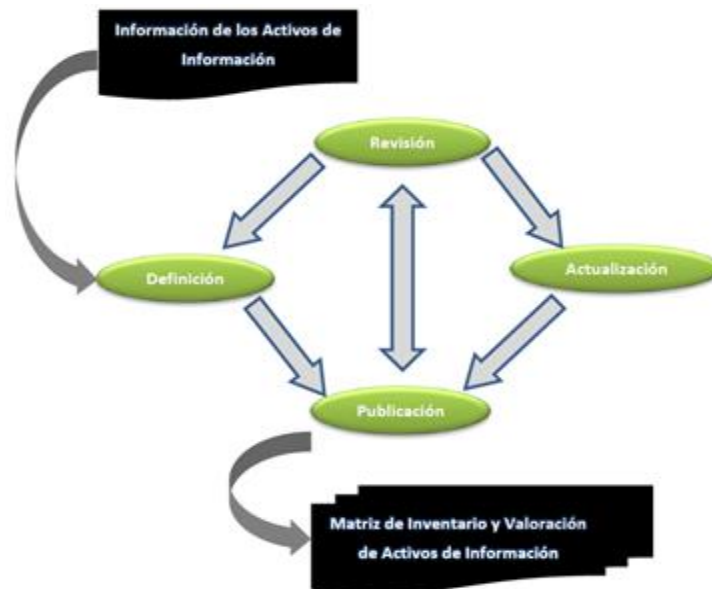 Información de los Activos de
Información
Revisión
Definición
Actualización
Publicación
Matriz de Inventario y Valoración
de Activos de Información